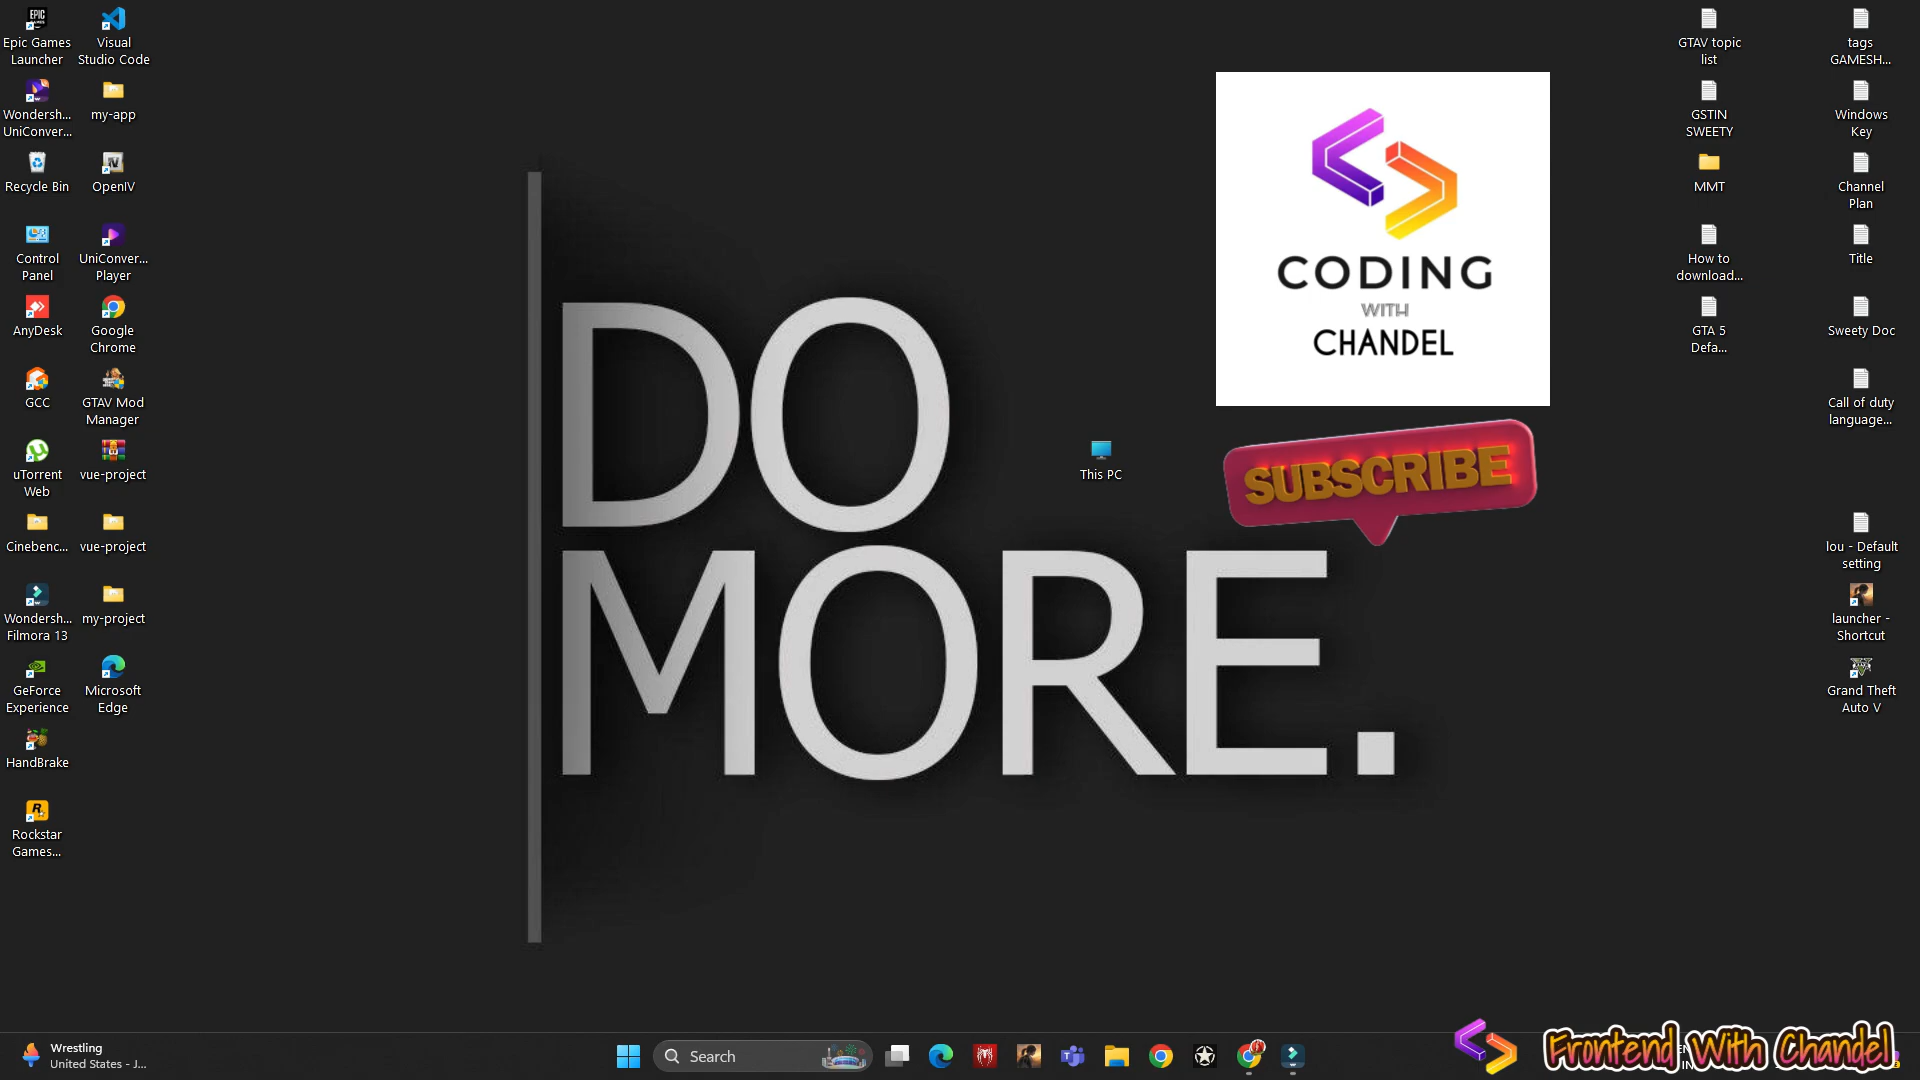 Epic Games
Launcher
Visual
Studio Code
Wondersh...
UniConver...
my-app
Recycle Bin
OpenIV
Control
Panel
UniConver...
Player
AnyDesk
Google
Chrome
GCC
GTAV Mod
Manager
uTorrent
Web
vue-project
Cinebenc...
vue-project
Wondersh...
Filmora 13
my-project
GeForce
Experience
Microsoft
Edge
HandBrake
Rockstar
Games...
DO
MORE.
This PC
CODING
WITH
CHANDEL
SUBSCRIBE
GTAV topic
list
tags
GAMESH...
GSTIN
SWEETY
Windows
Key
MMT
Channel
Plan
How to
download...
Title
GTA 5
Defa...
Sweety Doc
Call of duty
language...
lou - Default
setting
launcher -
Shortcut
Grand Theft
Auto V
Wrestling
United States - J...
Search
Frontend With Chandel